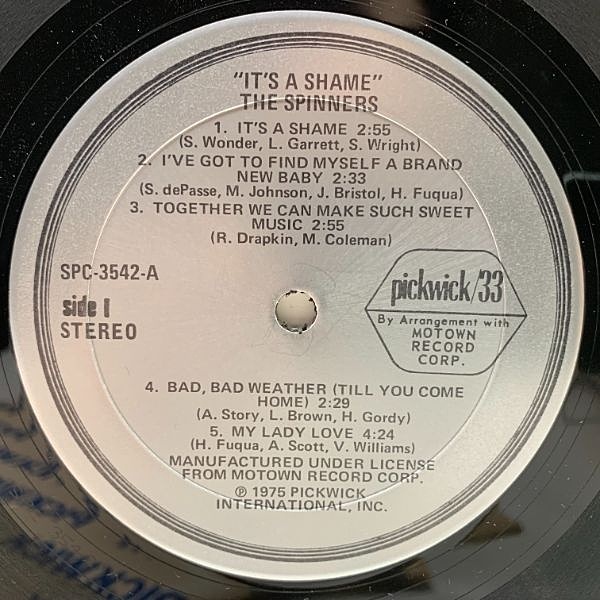 "IT'S A SHAME"
THE SPINNERS
1. IT'S A SHAME 2:55
(S. Wonder, L. Garrett, S. Wright)
2. I'VE GOT TO FIND MYSELF A BRAND
NEW BABY 2:33
(S. dePasse, M. Johnson, J. Bristol, H. Fuqua)
3. TOGETHER WE CAN MAKE SUCH SWEET
MUSIC 2:55
(R. Drapkin, M. Coleman)
SPC-3542-A
side I
STEREO
pickwick/33
By Arrangement with
MOTOWN
RECORD
CORP.
4. BAD, BAD WEATHER (TILL YOU COME
HOME) 2:29
(A. Story, L. Brown, H. Gordy)
5. MY LADY LOVE 4:24
(H. Fuqua, A. Scott, V. Williams)
MANUFACTURED UNDER LICENSE
FROM MOTOWN RECORD CORP.
℗ 1975 PICKWICK
INTERNATIONAL, INC.